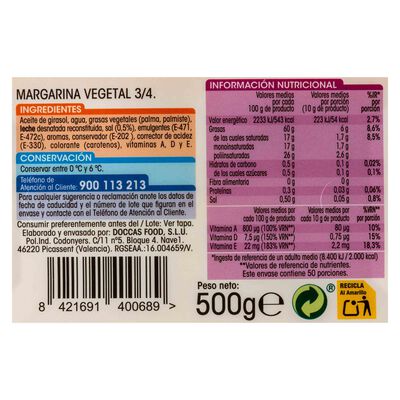 MARGARINA VEGETAL 3/4.
INGREDIENTES
Aceite de girasol, agua, grasas vegetales (palma, palmiste),
leche desnatada reconstituida, sal (0,5%), emulgentes (E-471,
E-472c), aromas, conservador (E-202 ), corrector de acidez
(E-330), colorante (carotenos), vitaminas A, D y E.
CONSERVACIÓN
Conservar entre 0 ºC y 6 ºC.
Teléfono de
Atención al Cliente: 900 113 213
Para cualquier sugerencia o reclamación anote los datos de
fecha de caducidad y el número de lote que figuran en el
envase y contacte con el Teléfono de Atención al Cliente.
Consumir preferentemente antes del / Lote: Ver tapa.
Elaborado y envasado por: DOCCAS FOOD, S.L.U.
Pol.Ind. Codonyers. C/11 nº5. Bloque 4. Nave1.
46220 Picassent (Valencia). RGSEAA:16.004659/V.
8 421691 400689 >
INFORMACIÓN NUTRICIONAL
Valores medios por cada 100 g de producto
Valores medios por porción (10 g de producto)
%IR* por porción
Valor energético 2233 kJ/543 kcal 223 kJ/54 kcal 2.7%
Grasas 60 g 6 g 8,6%
de las cuales saturados 17 g 1,7 g 8,5%
monoinsaturados 17 g 1,7 g
poliinsaturados 26 g 2,6 g
Hidratos de carbono 0,5 g 0,1 g 0,02%
de los cuales azúcares 0,5 g 0,1 g 0.1%
Fibra alimentaria 0 g 0 g
Proteínas 0,3 g 0,03 g 0,06%
Sal 0,50 g 0,05 g 0,8%
Valores medios por cada 100 g de producto
Valores medios por cada 10 g de producto
%VRN** por porción
Vitamina A 800 µg (100% VRN**) 80 µg 10%
Vitamina D 7,5 µg (150% VRN**) 0,75 µg 15%
Vitamina E 22 mg (183% VRN**) 2,2 mg 18,3%
*Ingesta de referencia de un adulto medio (8.400 kJ / 2.000 kcal).
**Valores de referencia de nutrientes.
Este envase contiene 50 porciones.
Peso neto:
500g℮
®
RECICLA
Al Amarillo